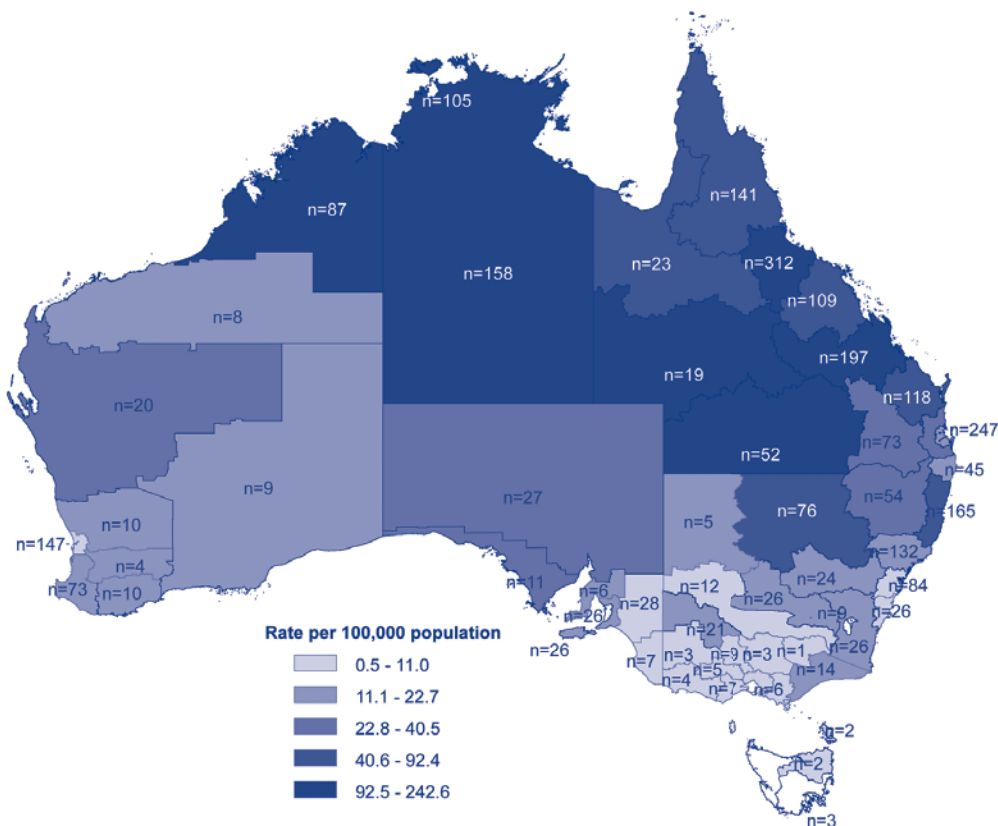 n=105
n=141
n=87
n=312
n=23
n=158
n=109
n=8
n=197
n=19
n=118
n=20
n=247
n=73
n=52
n=45
n=9
n=54
n=27
n=76
n=165
n=5
n=10
n=147
n=132
n=4
n=24
n=84
n=11
n=12
n=6
n=73
n=10
n=28
n=26
n=26
n=9
n=26
n=21
n=26
n=26
n=3
n=9
n=3
n=1
n=7
n=5
n=14
n=4
n=7
n=6
Rate per 100,000 population
0.5 - 11.0
11.1 - 22.7
22.8 - 40.5
40.6 - 92.4
92.5 - 242.6
n=2
n=2
n=3